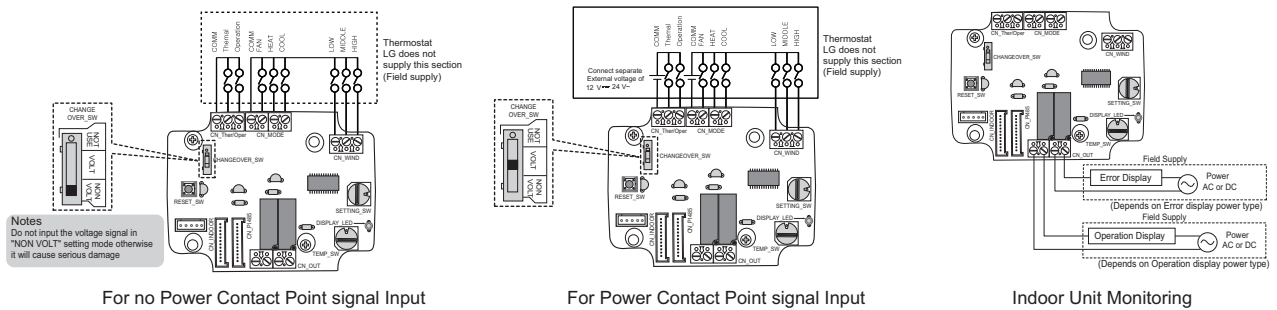 COMM
Thermal
Operation
COMM
FAN
HEAT
COOL
LOW
MIDDLE
HIGH
Thermostat
LG does not
supply this section
(Field supply)
CHANGE
OVER_SW
NOT
USE
VOLT
NON
VOLT
CN_Ther/Oper
CN_MODE
CHANGEOVER_SW
CN_WIND
RESET_SW
SETTING_SW
DISPLAY_LED
CN_INDOOR
CN_PI485
TEMP_SW
CN_OUT
Notes
Do not input the voltage signal in
"NON VOLT" setting mode otherwise
it will cause serious damage
For no Power Contact Point signal Input
COMM
Thermal
Operation
COMM
FAN
HEAT
COOL
LOW
MIDDLE
HIGH
Thermostat
LG does not
supply this section
(Field supply)
Connect separate
External voltage of
12 V⎓ 24 V~
CHANGE
OVER_SW
NOT
USE
VOLT
NON
VOLT
CN_Ther/Oper
CN_MODE
CHANGEOVER_SW
CN_WIND
RESET_SW
SETTING_SW
DISPLAY_LED
CN_INDOOR
CN_PI485
TEMP_SW
CN_OUT
For Power Contact Point signal Input
CN_Ther/Oper
CN_MODE
CN_WIND
CHANGEOVER_SW
RESET_SW
SETTING_SW
DISPLAY_LED
CN_INDOOR
CN_PI485
TEMP_SW
CN_OUT
Field Supply
Error Display
Power
AC or DC
(Depends on Error display power type)
Field Supply
Operation Display
Power
AC or DC
(Depends on Operation display power type)
Indoor Unit Monitoring